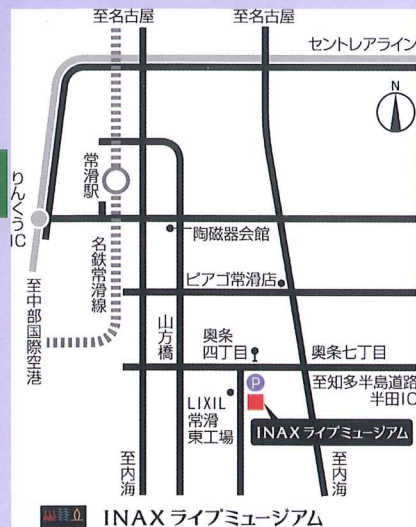 至名古屋
至名古屋
セントレアライン
N
常滑駅
りんくうIC
陶磁器会館
名鉄常滑線
ピアゴ常滑店
至中部国際空港
山方橋
奥条
四丁目
奥条七丁目
P
至知多半島道路
半田IC
LIXIL
常滑
東工場
INAXライブミュージアム
至内海
至内海
INAXライブミュージアム